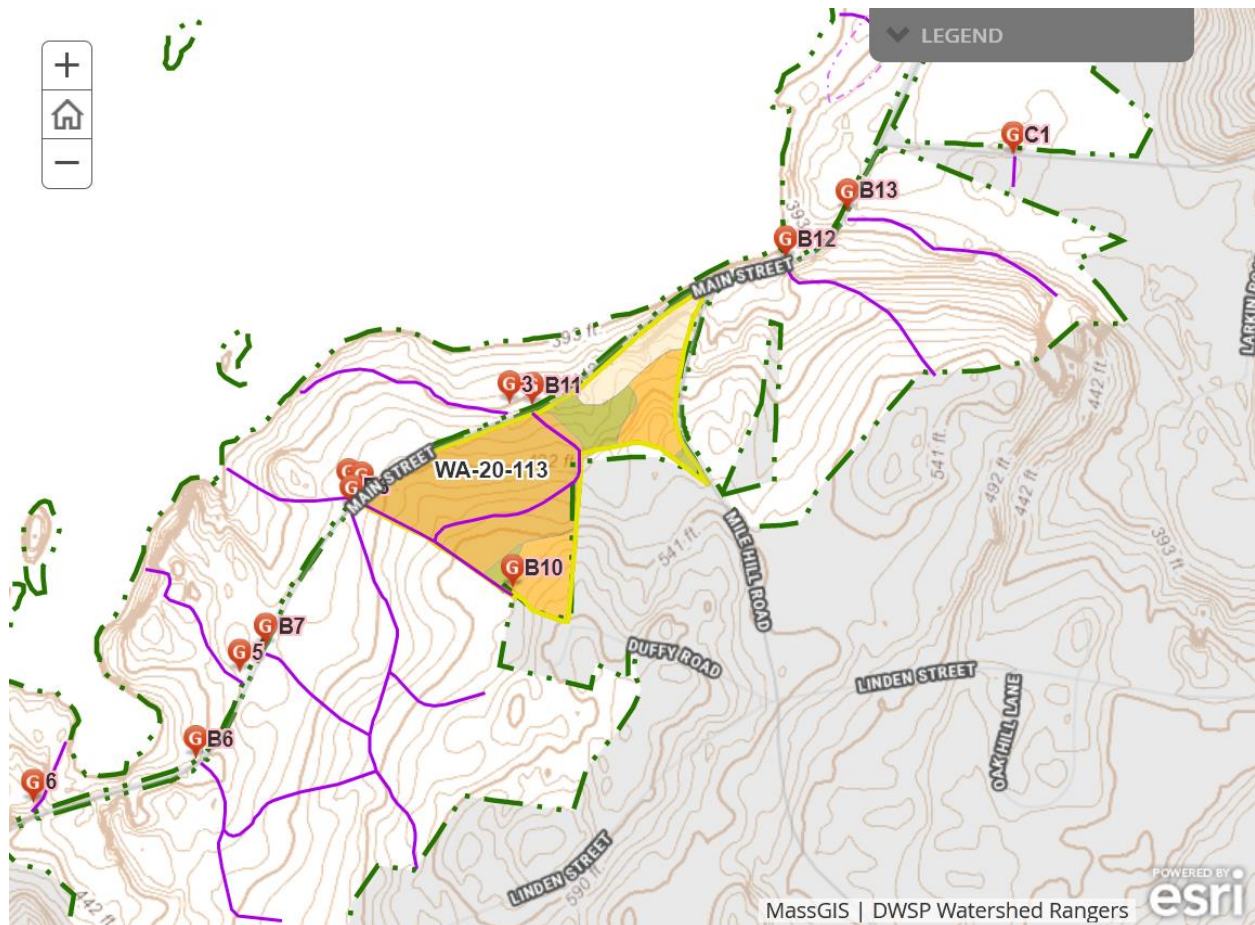 +
−
LEGEND
G C1
G B13
393
G B12
MAIN STREET
393 ft.
LARKIN
442 ft.
G 3
G B11
541 ft.
492 ft.
442 ft.
WA-20-113
MAIN STREET
G
G
393 ft.
541 ft.
MILE HILL ROAD
G B10
G B7
G 5
DUFFY ROAD
LINDEN STREET
OAK HILL LANE
G B6
G 6
LINDEN STREET
590 ft.
442 ft.
POWERED BY
esri
MassGIS | DWSP Watershed Rangers